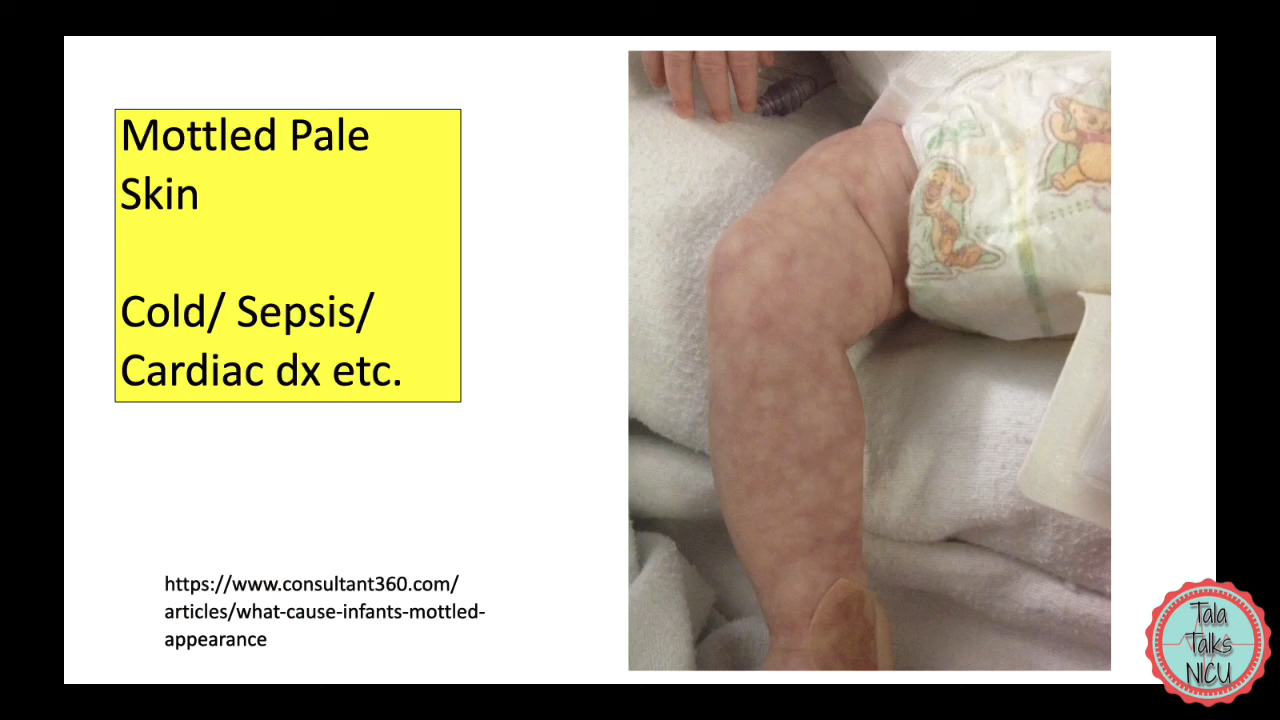 Mottled Pale
Skin
Cold/ Sepsis/
Cardiac dx etc.
https://www.consultant360.com/
articles/what-cause-infants-mottled-
appearance
Tala
Talks
NICU